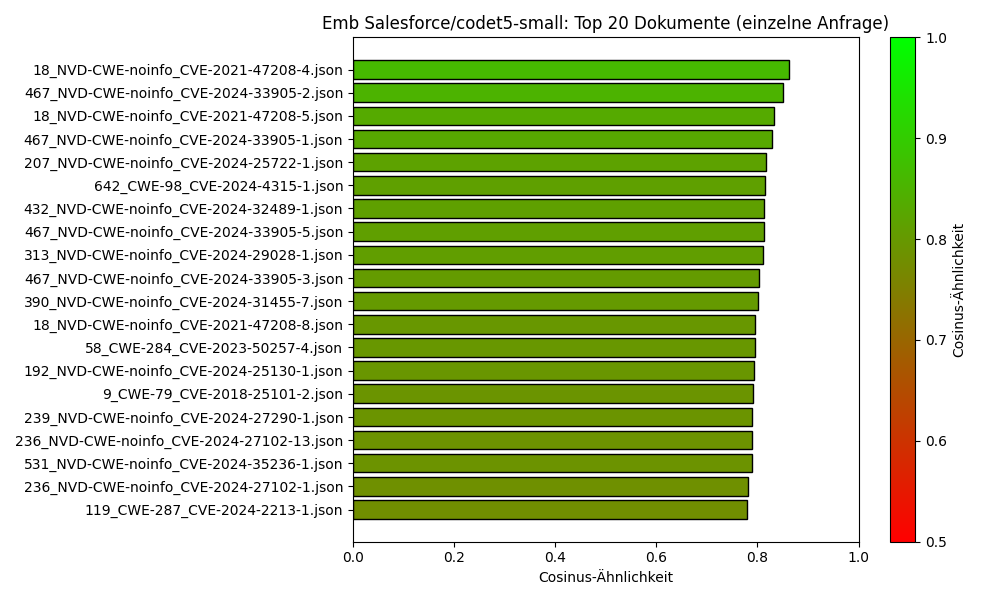 Emb Salesforce/codet5-small: Top 20 Dokumente (einzelne Anfrage)
18_NVD-CWE-noinfo_CVE-2021-47208-4.json
467_NVD-CWE-noinfo_CVE-2024-33905-2.json
18_NVD-CWE-noinfo_CVE-2021-47208-5.json
467_NVD-CWE-noinfo_CVE-2024-33905-1.json
207_NVD-CWE-noinfo_CVE-2024-25722-1.json
642_CWE-98_CVE-2024-4315-1.json
432_NVD-CWE-noinfo_CVE-2024-32489-1.json
467_NVD-CWE-noinfo_CVE-2024-33905-5.json
313_NVD-CWE-noinfo_CVE-2024-29028-1.json
467_NVD-CWE-noinfo_CVE-2024-33905-3.json
390_NVD-CWE-noinfo_CVE-2024-31455-7.json
18_NVD-CWE-noinfo_CVE-2021-47208-8.json
58_CWE-284_CVE-2023-50257-4.json
192_NVD-CWE-noinfo_CVE-2024-25130-1.json
9_CWE-79_CVE-2018-25101-2.json
239_NVD-CWE-noinfo_CVE-2024-27290-1.json
236_NVD-CWE-noinfo_CVE-2024-27102-13.json
531_NVD-CWE-noinfo_CVE-2024-35236-1.json
236_NVD-CWE-noinfo_CVE-2024-27102-1.json
119_CWE-287_CVE-2024-2213-1.json
0.0 0.2 0.4 0.6 0.8 1.0
Cosinus-Ähnlichkeit
1.0
0.9
0.8
0.7
0.6
0.5
Cosinus-Ähnlichkeit